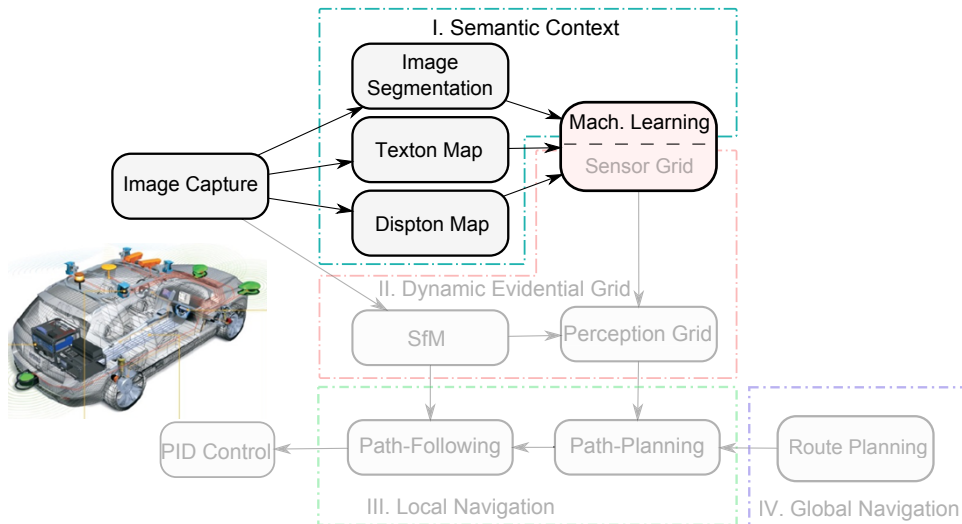 I. Semantic Context
Image
Segmentation
Mach. Learning
Texton Map
Sensor Grid
Image Capture
Dispton Map
II. Dynamic Evidential Grid
SfM
Perception Grid
PID Control
Path-Following
Path-Planning
Route Planning
III. Local Navigation
IV. Global Navigation